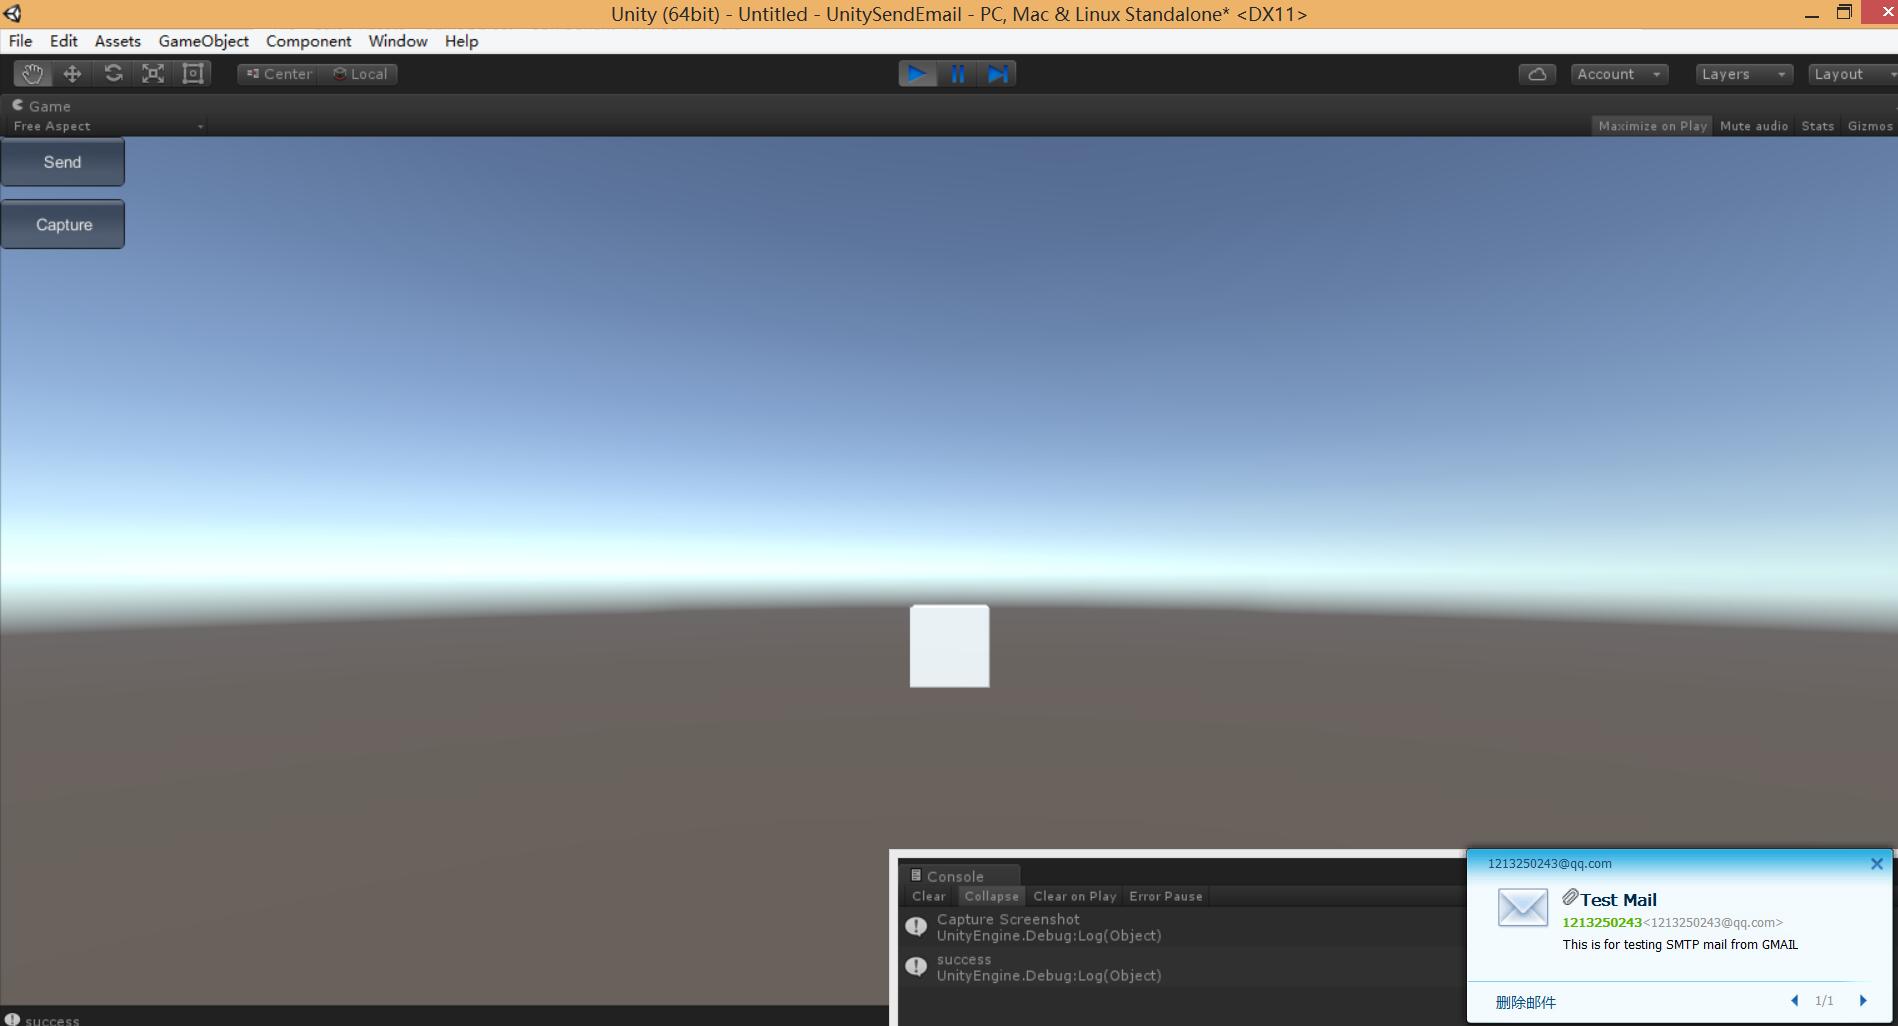 Unity (64bit) - Untitled - UnitySendEmail - PC, Mac & Linux Standalone* <DX11>
File Edit Assets GameObject Component Window Help
Center Local Account Layers Layout
Game
Free Aspect Maximize on Play Mute audio Stats Gizmos
Send
Capture
Console
Clear Collapse Clear on Play Error Pause
Capture Screenshot
UnityEngine.Debug:Log(Object)
success
UnityEngine.Debug:Log(Object)
1213250243@qq.com
Test Mail
1213250243<1213250243@qq.com>
This is for testing SMTP mail from GMAIL
删除邮件 1/1
success